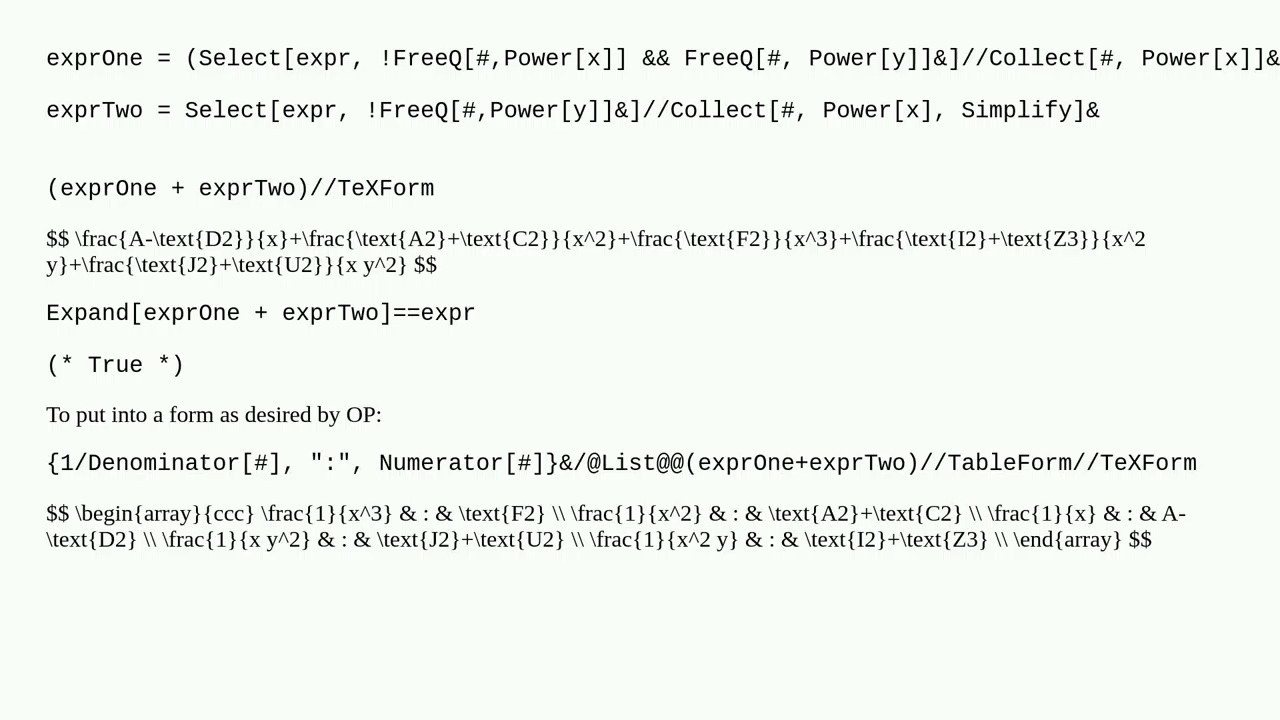 exprOne = (Select[expr, !FreeQ[#,Power[x]] && FreeQ[#, Power[y]]&]//Collect[#, Power[x]]&
exprTwo = Select[expr, !FreeQ[#,Power[y]]&]//Collect[#, Power[x], Simplify]&
(exprOne + exprTwo)//TeXForm
$$ \frac{A-\text{D2}}{x}+\frac{\text{A2}+\text{C2}}{x^2}+\frac{\text{F2}}{x^3}+\frac{\text{I2}+\text{Z3}}{x^2
y}+\frac{\text{J2}+\text{U2}}{x y^2} $$
Expand[exprOne + exprTwo]==expr
(* True *)
To put into a form as desired by OP:
{1/Denominator[#], ":", Numerator[#]}&/@List@@(exprOne+exprTwo)//TableForm//TeXForm
$$ \begin{array}{ccc} \frac{1}{x^3} & : & \text{F2} \\ \frac{1}{x^2} & : & \text{A2}+\text{C2} \\ \frac{1}{x} & : & A-
\text{D2} \\ \frac{1}{x y^2} & : & \text{J2}+\text{U2} \\ \frac{1}{x^2 y} & : & \text{I2}+\text{Z3} \\ \end{array} $$